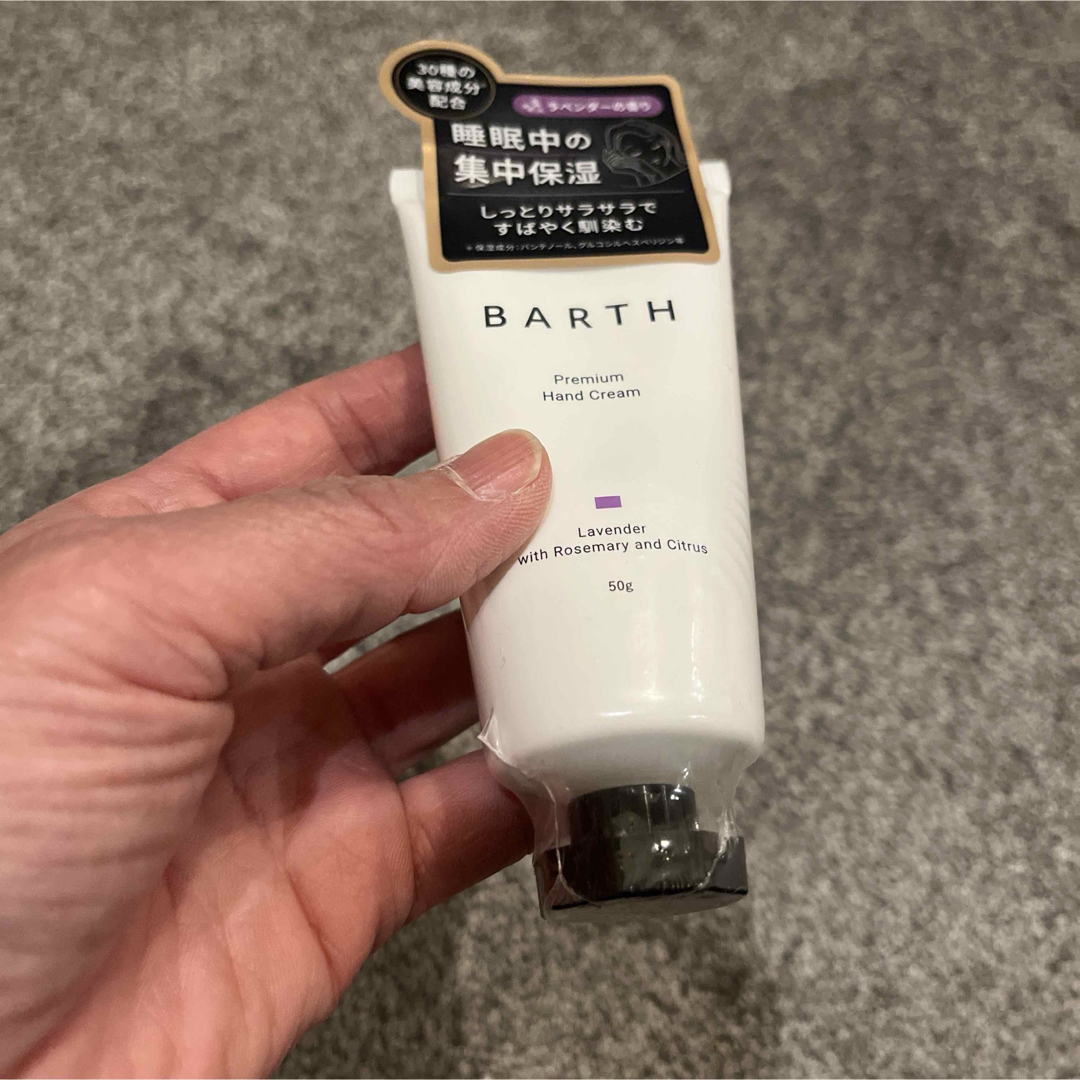 30種の
美容成分
配合
ラベンダーの香り
睡眠中の
集中保湿
しっとりサラサラで
すばやく馴染む
＊保湿成分：パンテノール、グルコシルヘスペリジン等
BARTH
Premium
Hand Cream
Lavender
with Rosemary and Citrus
50g